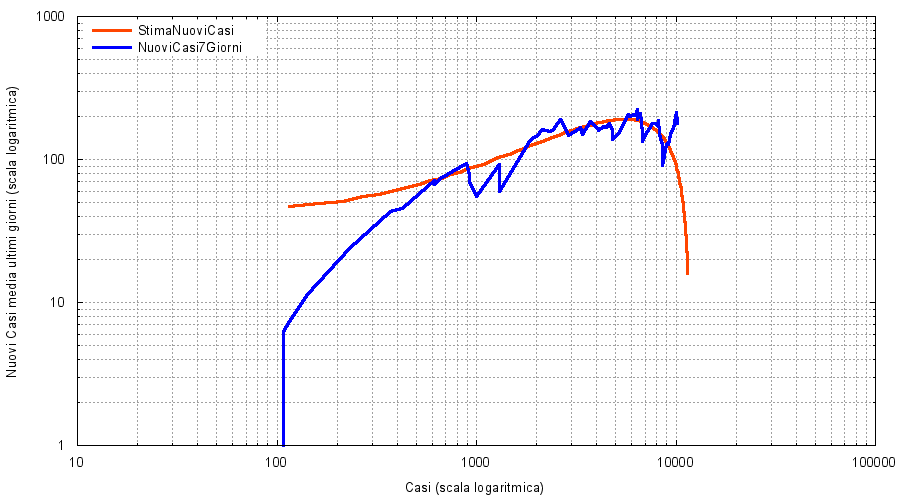 1000
StimaNuoviCasi
NuoviCasi7Giorni
100
10
1
10
100
1000
10000
100000
Nuovi Casi media ultimi giorni (scala logaritmica)
Casi (scala logaritmica)